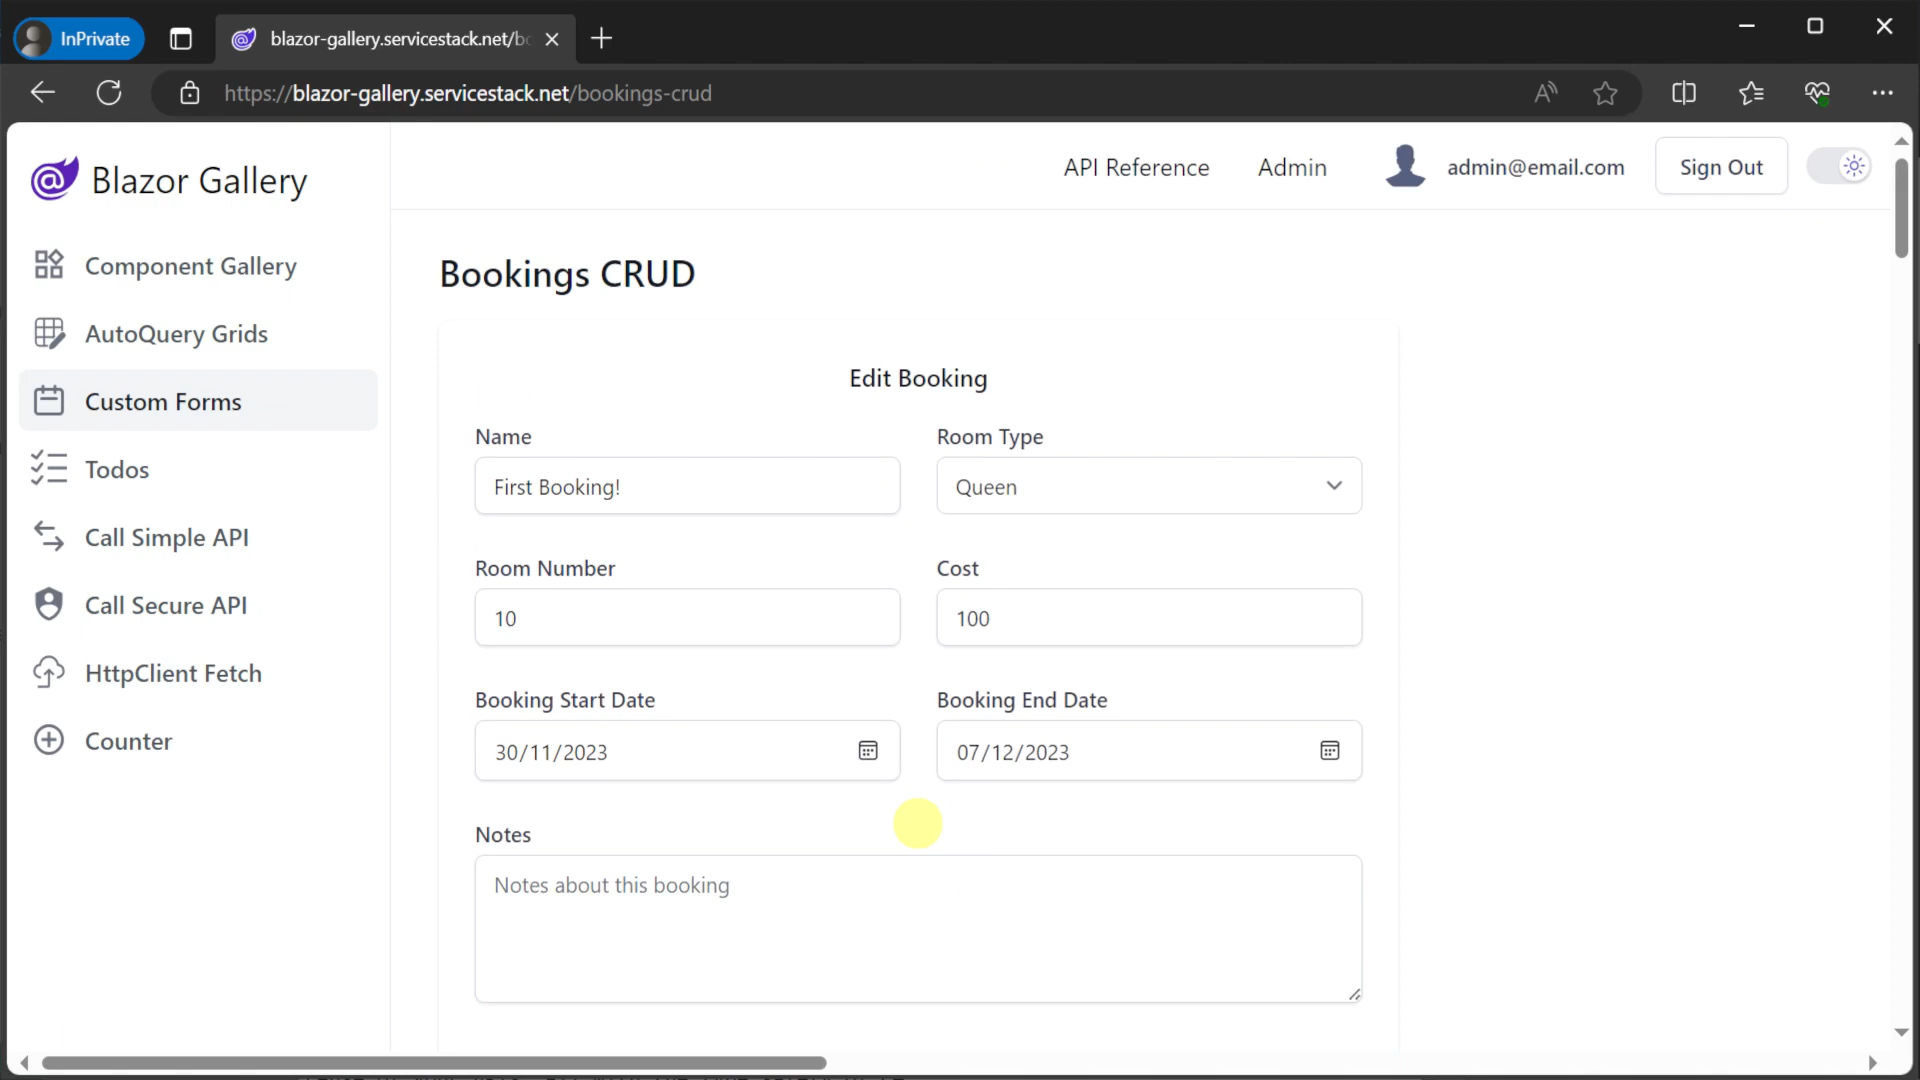 InPrivate
blazor-gallery.servicestack.net/bo
https://blazor-gallery.servicestack.net/bookings-crud
Blazor Gallery
API Reference
Admin
admin@email.com
Sign Out
Component Gallery
AutoQuery Grids
Custom Forms
Todos
Call Simple API
Call Secure API
HttpClient Fetch
Counter
Bookings CRUD
Edit Booking
Name
Room Type
First Booking!
Queen
Room Number
Cost
10
100
Booking Start Date
Booking End Date
30/11/2023
07/12/2023
Notes
Notes about this booking